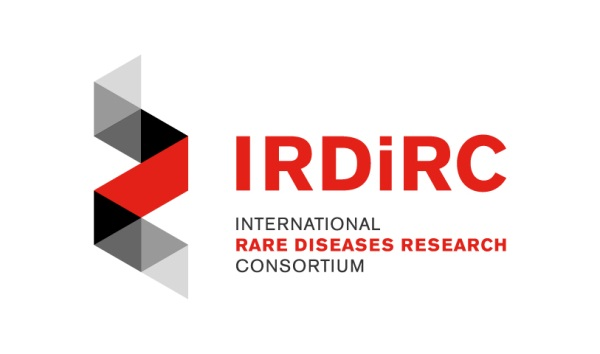 IRDiRC
INTERNATIONAL
RARE DISEASES RESEARCH
CONSORTIUM